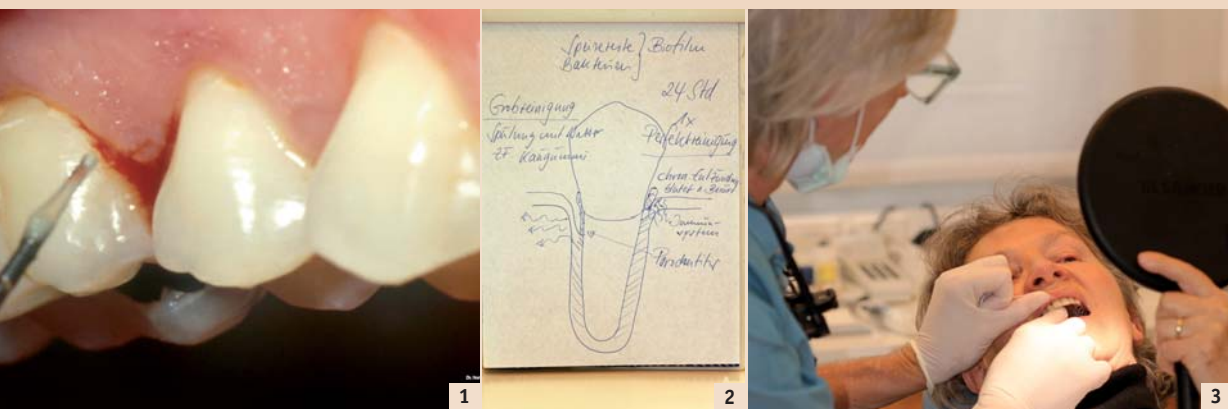 Speisereste } Biofilm
Bakterien
24 Std
Grobreinigung
1x
Spülung mit Wasser
Perfektreinigung
Kaugummi
chron. Entzündung
blutet
Immun-
system
Parodontitis
1
2
3